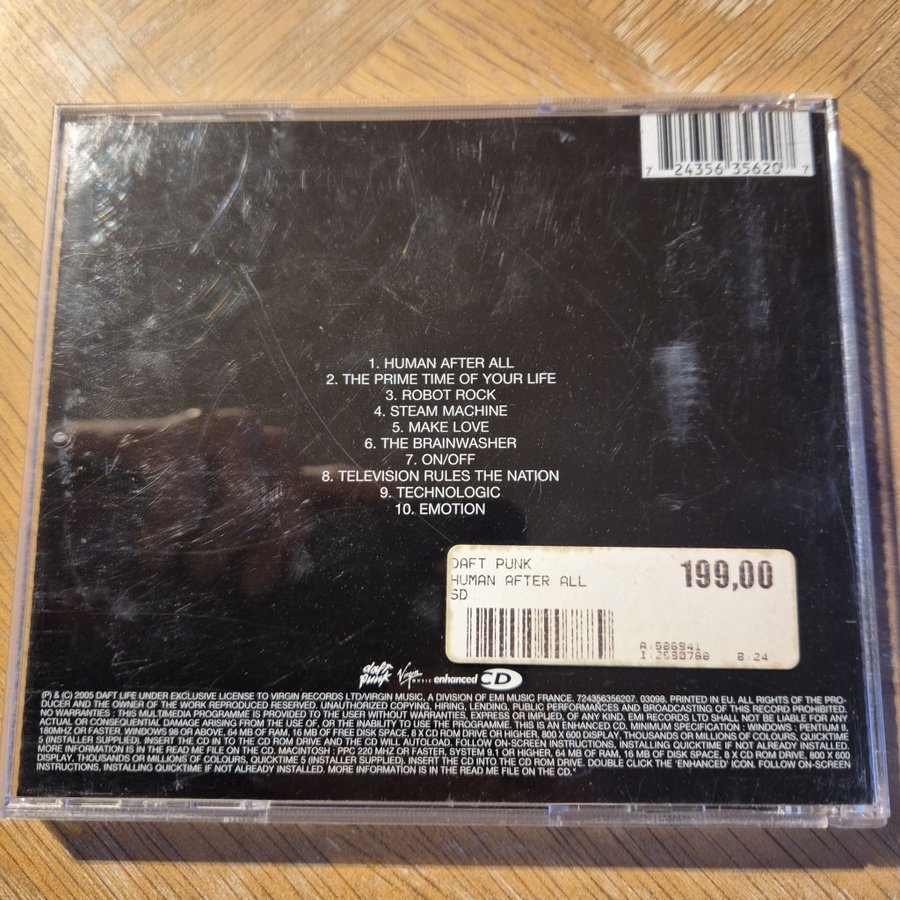 7 24356 35620 7
1. HUMAN AFTER ALL
2. THE PRIME TIME OF YOUR LIFE
3. ROBOT ROCK
4. STEAM MACHINE
5. MAKE LOVE
6. THE BRAINWASHER
7. ON/OFF
8. TELEVISION RULES THE NATION
9. TECHNOLOGIC
10. EMOTION
DAFT PUNK
HUMAN AFTER ALL
SD
199,00
A:586941
I:2590788 B:24
daft punk Virgin MUSIC enhanced CD
(P) & (C) 2005 DAFT LIFE UNDER EXCLUSIVE LICENSE TO VIRGIN RECORDS LTD/VIRGIN MUSIC, A DIVISION OF EMI MUSIC FRANCE. 724356356207. 03098. PRINTED IN EU. ALL RIGHTS OF THE PRO-
DUCER AND THE OWNER OF THE WORK REPRODUCED RESERVED. UNAUTHORIZED COPYING, HIRING, LENDING, PUBLIC PERFORMANCES AND BROADCASTING OF THIS RECORD PROHIBITED.
NO WARRANTIES : THIS MULTIMEDIA PROGRAMME IS PROVIDED TO THE USER WITHOUT WARRANTIES, EXPRESS OF IMPLIED, OF ANY KIND. EMI RECORDS LTD SHALL NOT BE LIABLE FOR ANY
ACTUAL OR CONSEQUENTAL DAMAGE ARISING FROM THE USE OF, OR THA INABILITY TO USE THE PROGRAMME. THIS IS AN ENHANCED CD, MINIMUM SPECIFICATION : WINDOWS : PENTIUM II,
180MHZ OR FASTER, WINDOWS 98 OR ABOVE, 64 MB OF RAM, 16 MB OF FREE DISK SPACE, 8 X CD ROM DRIVE OR HIGHER, 800 X 600 DISPLAY, THOUSANDS OR MILLIONS OF COLOURS, QUICKTIME
5 (INSTALLER SUPPLIED). INSERT THE CD INTO THE CD ROM DRIVE AND THE CD WILL AUTOLOAD. FOLLOW ON-SCREEN INSTRUCTIONS, INSTALLING QUICKTIME IF NOT ALREADY INSTALLED.
MORE INFORMATION IS IN THE READ ME FILE ON THE CD. MACINTOSH : PPC 220 MHZ OR FASTER, SYSTEM 9.1 OR HIGHER, 64 MB OF RAM, 16 MB OF DISK SPACE, 8 X CD ROM DRIVE, 800 X 600
DISPLAY, THOUSANDS OR MILLIONS OF COLOURS, QUICKTIME 5 (INSTALLER SUPPLIED). INSERT THE CD INTO THE CD ROM DRIVE. DOUBLE CLICK THE 'ENHANCED' ICON. FOLLOW ON-SCREEN
INSTRUCTIONS, INSTALLING QUICKTIME IF NOT ALREADY INSTALLED. MORE INFORMATION IS IN THE READ ME FILE ON THE CD."